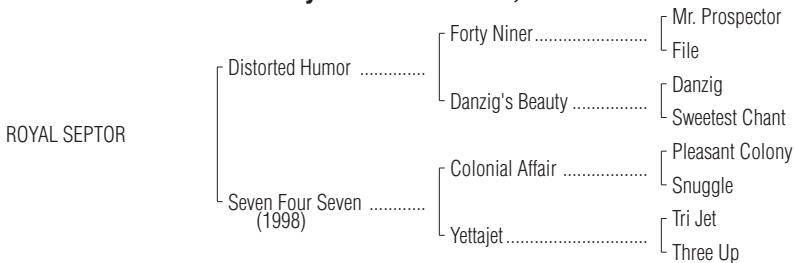 Mr. Prospector
Forty Niner..........................
File
Distorted Humor ...............
Danzig
Danzig's Beauty .................
Sweetest Chant
ROYAL SEPTOR
Pleasant Colony
Colonial Affair ...................
Snuggle
Seven Four Seven ............
(1998)
Tri Jet
Yettajet................................
Three Up